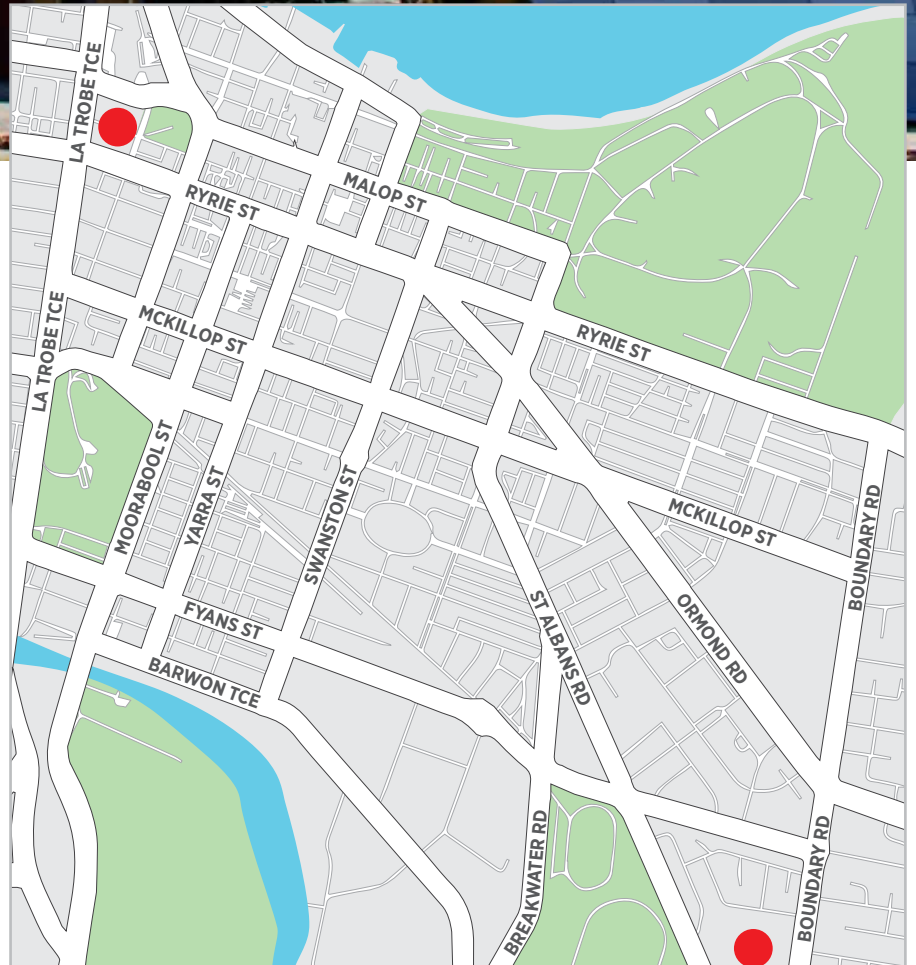 LA TROBE TCE
MALOP ST
RYRIE ST
MCKILLOP ST
LA TROBE TCE
RYRIE ST
MOORABOOL ST
YARRA ST
SWANSTON ST
MCKILLOP ST
BOUNDARY RD
FYANS ST
ST ALBANS RD
ORMOND RD
BARWON TCE
BREAKWATER RD
BOUNDARY RD